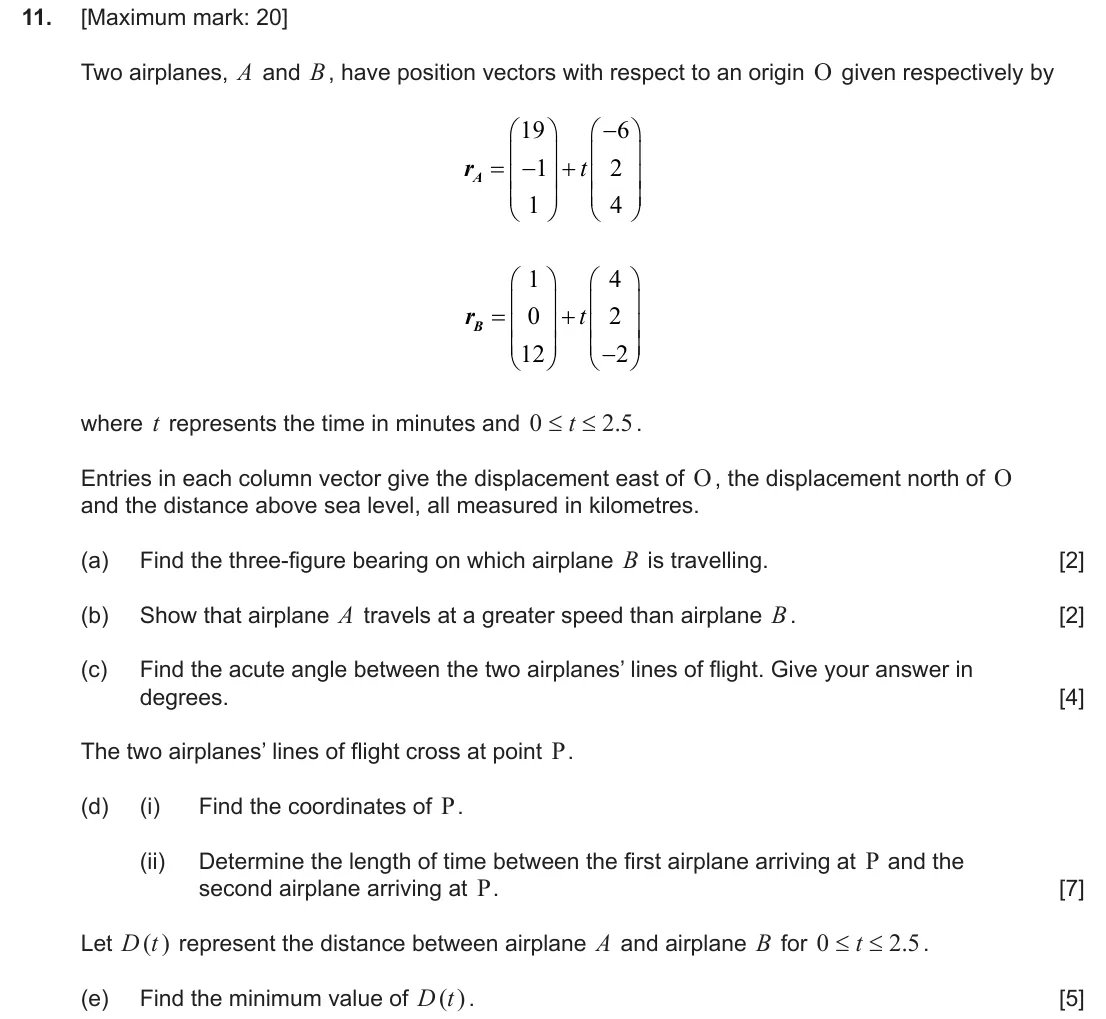 11. [Maximum mark: 20]
Two airplanes, A and B, have position vectors with respect to an origin O given respectively by
r_A = (19, −1, 1) + t (−6, 2, 4)
r_B = (1, 0, 12) + t (4, 2, −2)
where t represents the time in minutes and 0 ≤ t ≤ 2.5.
Entries in each column vector give the displacement east of O, the displacement north of O
and the distance above sea level, all measured in kilometres.
(a) Find the three-figure bearing on which airplane B is travelling. [2]
(b) Show that airplane A travels at a greater speed than airplane B. [2]
(c) Find the acute angle between the two airplanes’ lines of flight. Give your answer in
degrees. [4]
The two airplanes’ lines of flight cross at point P.
(d) (i) Find the coordinates of P.
(ii) Determine the length of time between the first airplane arriving at P and the
second airplane arriving at P. [7]
Let D(t) represent the distance between airplane A and airplane B for 0 ≤ t ≤ 2.5.
(e) Find the minimum value of D(t). [5]